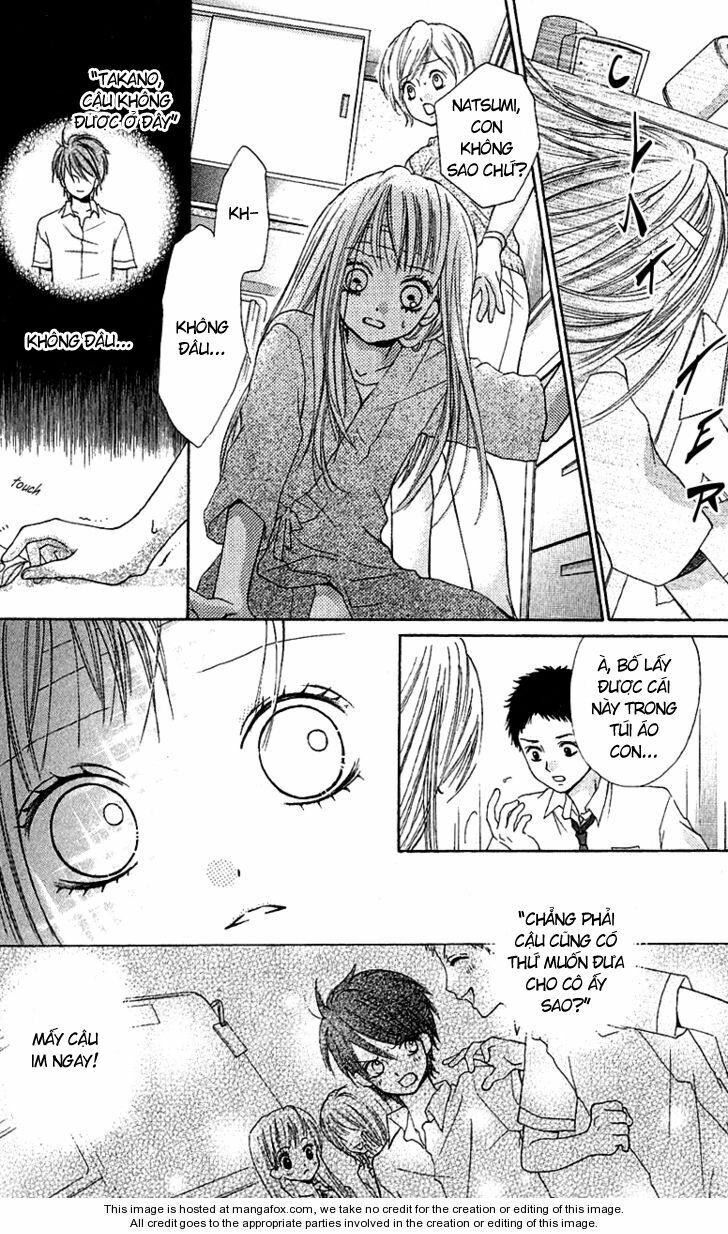 CLATTER
NATSUMI,
CON
KHÔNG
SAO CHỨ?
KH-
KHÔNG
ĐÂU...
"TAKANO,
CẬU KHÔNG
ĐƯỢC Ở ĐÂY"
KHÔNG ĐÂU...
touch
À, BỐ LẤY
ĐƯỢC CÁI
NÀY TRONG
TÚI ÁO
CON...
"CHẲNG PHẢI
CẬU CŨNG CÓ
THỨ MUỐN ĐƯA
CHO CÔ ẤY
SAO?"
MẤY CẬU
IM NGAY!
This image is hosted at mangafox.com, we take no credit for the creation or editing of this image.
All credit goes to the appropriate parties involved in the creation or editing of this image.